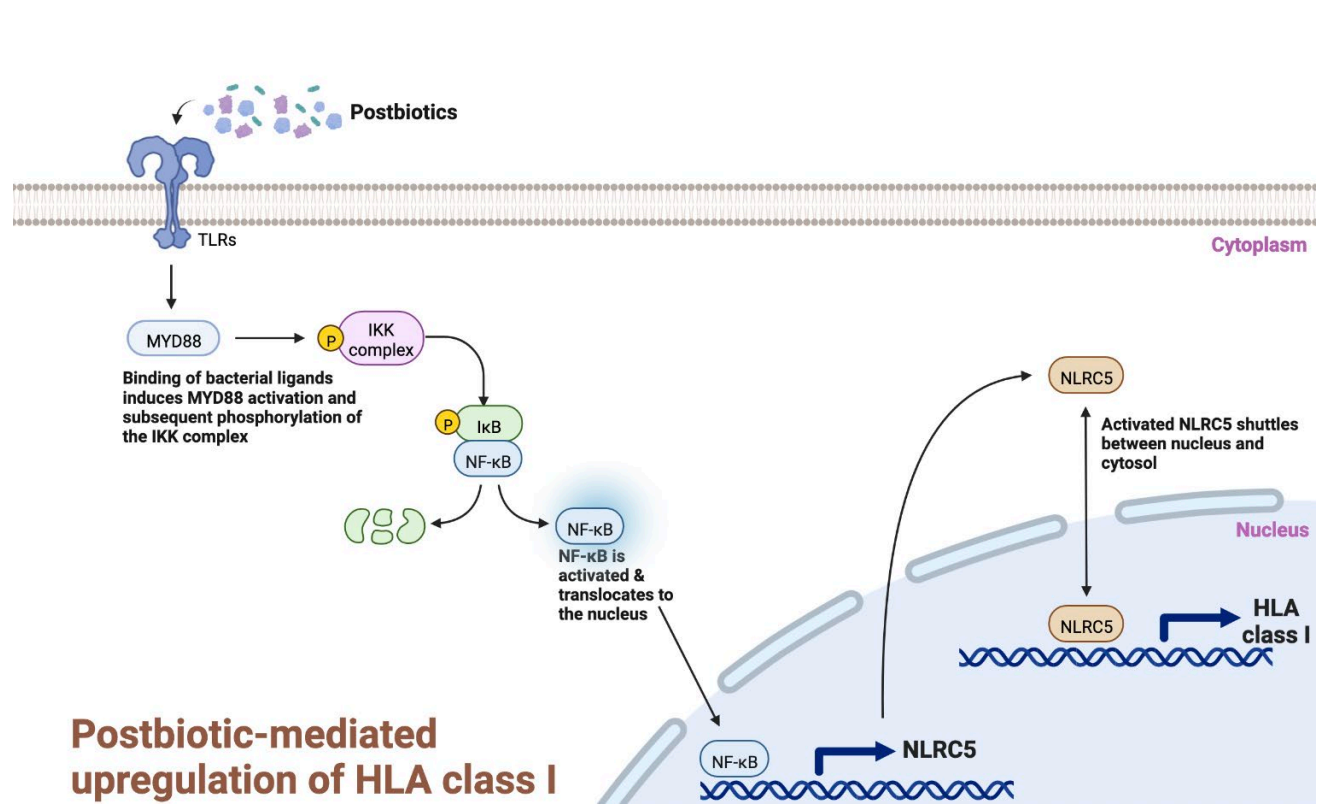 Postbiotics
TLRs
Cytoplasm
MYD88
P
IKK
complex
Binding of bacterial ligands
induces MYD88 activation and
subsequent phosphorylation of
the IKK complex
P
IκB
NF-κB
NF-κB
NF-κB is
activated &
translocates to
the nucleus
NLRC5
Activated NLRC5 shuttles
between nucleus and
cytosol
Nucleus
NLRC5
HLA
class I
NF-κB
NLRC5
Postbiotic-mediated
upregulation of HLA class I